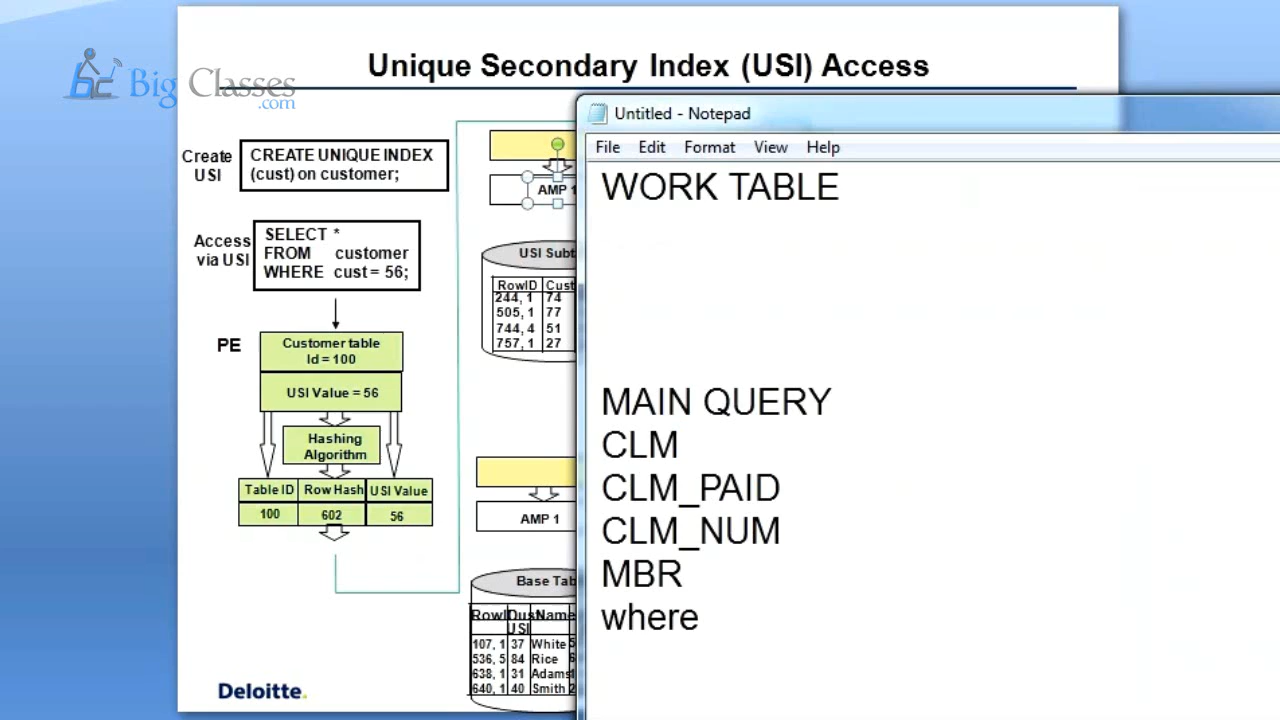 Unique Secondary Index (USI) Access
Big Classes
.com
Create
USI
CREATE UNIQUE INDEX
(cust) on customer;
Access
via USI
SELECT *
FROM customer
WHERE cust = 56;
PE
Customer table
Id = 100
USI Value = 56
Hashing
Algorithm
Table ID Row Hash USI Value
100 602 56
Deloitte.
AMP 1
USI Subt
RowID Cust
244, 1 74
505, 1 77
744, 4 51
757, 1 27
AMP 1
Base Tab
Name
USI
107, 1 37 White
536, 5 84 Rice
638, 1 31 Adams
640, 1 40 Smith
Untitled - Notepad
File Edit Format View Help
WORK TABLE
MAIN QUERY
CLM
CLM_PAID
CLM_NUM
MBR
where